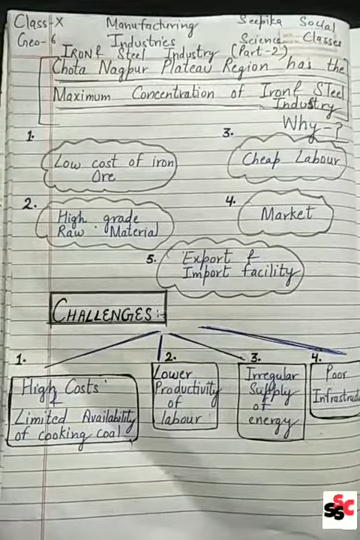 Class-X Manufacturing Seepika Social
Geo-6 Industries Science Classes
Iron & Steel Industry (Part-2)
Chota Nagpur Plateau Region has the
Maximum Concentration of Iron & Steel
Industry
Why-?
1.
Low cost of iron
Ore
3.
Cheap Labour
2.
High grade
Raw Material
4.
Market
5.
Export &
Import facility
CHALLENGES:-
1.
High Costs
&
Limited Availability
of cooking coal
2.
Lower
Productivity
of
labour
3.
Irregular
Supply
of
energy
4.
Poor
Infrastru
SSSC